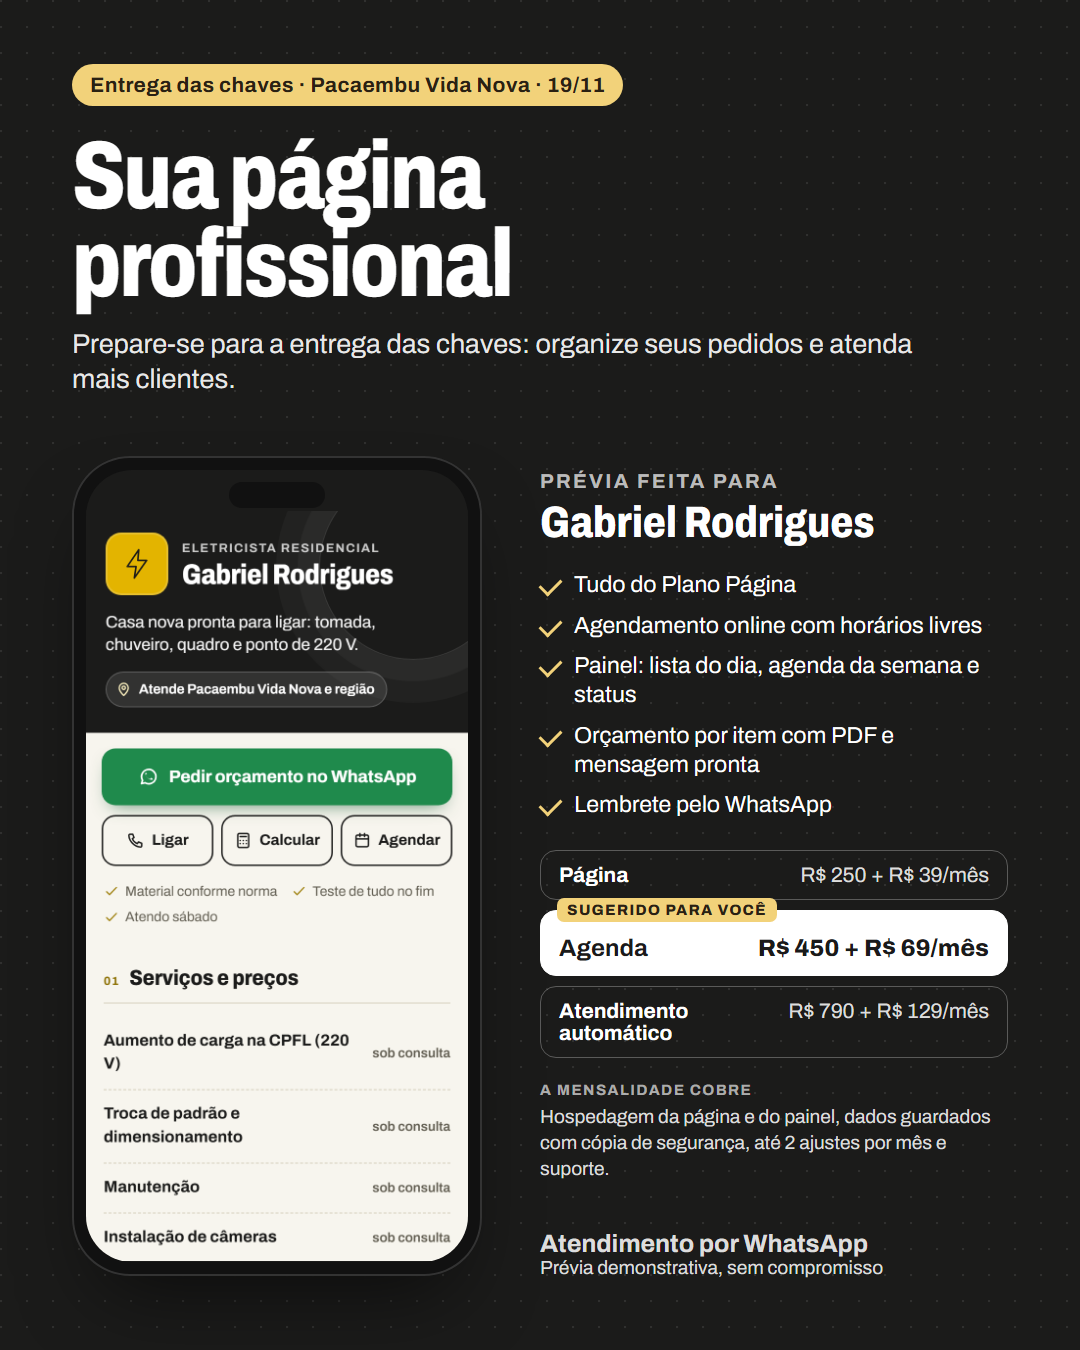 Entrega das chaves · Pacaembu Vida Nova · 19/11
Sua página
profissional
Prepare-se para a entrega das chaves: organize seus pedidos e atenda
mais clientes.
ELETRICISTA RESIDENCIAL
Gabriel Rodrigues
Casa nova pronta para ligar: tomada,
chuveiro, quadro e ponto de 220 V.
Atende Pacaembu Vida Nova e região
Pedir orçamento no WhatsApp
Ligar
Calcular
Agendar
Material conforme norma
Teste de tudo no fim
Atendo sábado
01 Serviços e preços
Aumento de carga na CPFL (220
V)
sob consulta
Troca de padrão e
dimensionamento
sob consulta
Manutenção
sob consulta
Instalação de câmeras
sob consulta
PRÉVIA FEITA PARA
Gabriel Rodrigues
Tudo do Plano Página
Agendamento online com horários livres
Painel: lista do dia, agenda da semana e
status
Orçamento por item com PDF e
mensagem pronta
Lembrete pelo WhatsApp
Página
R$ 250 + R$ 39/mês
SUGERIDO PARA VOCÊ
Agenda
R$ 450 + R$ 69/mês
Atendimento
automático
R$ 790 + R$ 129/mês
A MENSALIDADE COBRE
Hospedagem da página e do painel, dados guardados
com cópia de segurança, até 2 ajustes por mês e
suporte.
Atendimento por WhatsApp
Prévia demonstrativa, sem compromisso